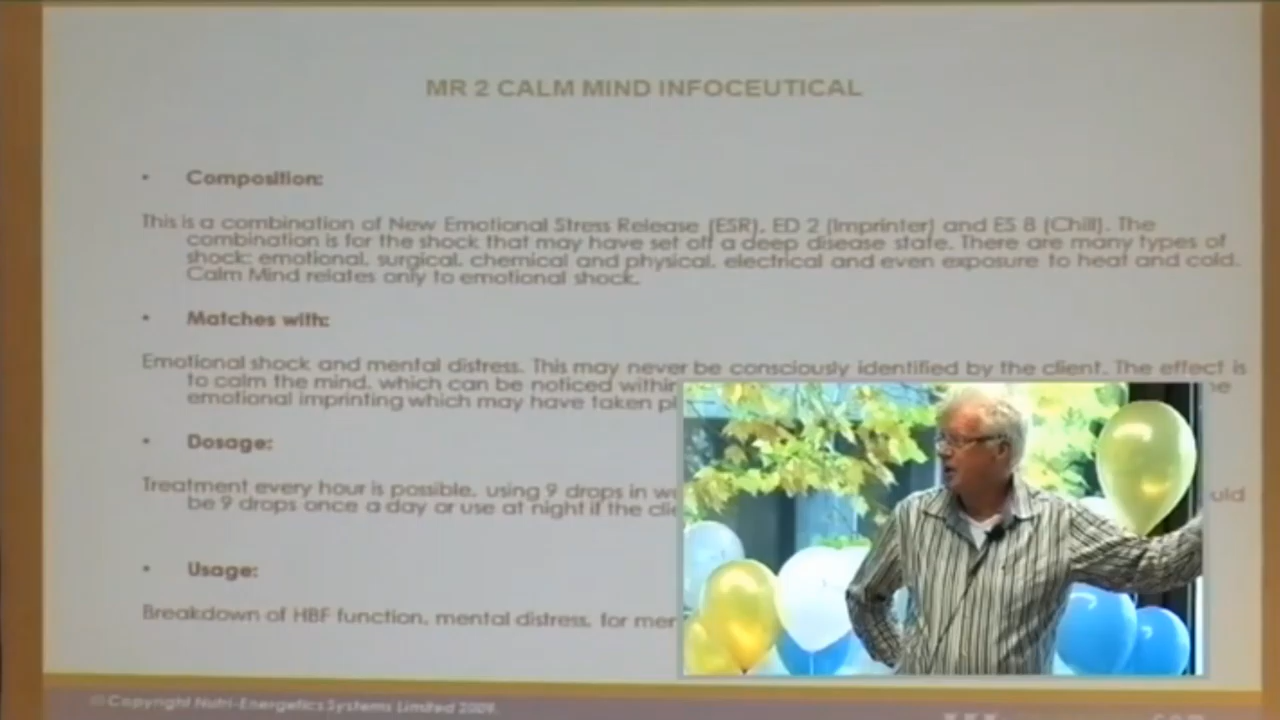 MR 2 CALM MIND INFOCEUTICAL
• Composition:
This is a combination of New Emotional Stress Release (ESR), ED 2 (Imprinter) and ES 8 (Chill). The
combination is for the shock that may have set off a deep disease state. There are many types of
shock: emotional, surgical, chemical and physical, electrical and even exposure to heat and cold.
Calm Mind relates only to emotional shock.
• Matches with:
Emotional shock and mental distress. This may never be consciously identified by the client. The effect is
to calm the mind, which can be noticed within
emotional imprinting which may have taken
• Dosage:
Treatment every hour is possible, using 9 drops in
be 9 drops once a day or use at night if the
• Usage:
Breakdown of HBF function, mental distress, for
© Copyright Nutri-Energetics Systems Limited 2009.